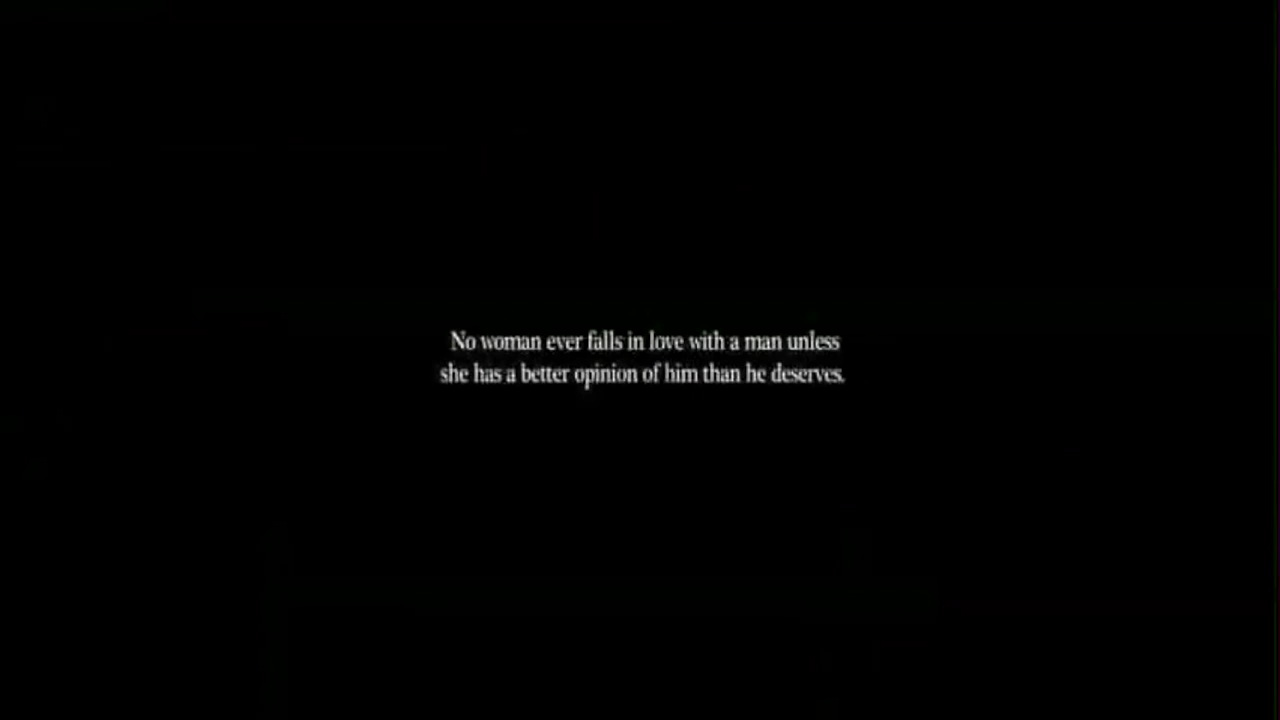 No woman ever falls in love with a man unless
she has a better opinion of him than he deserves.